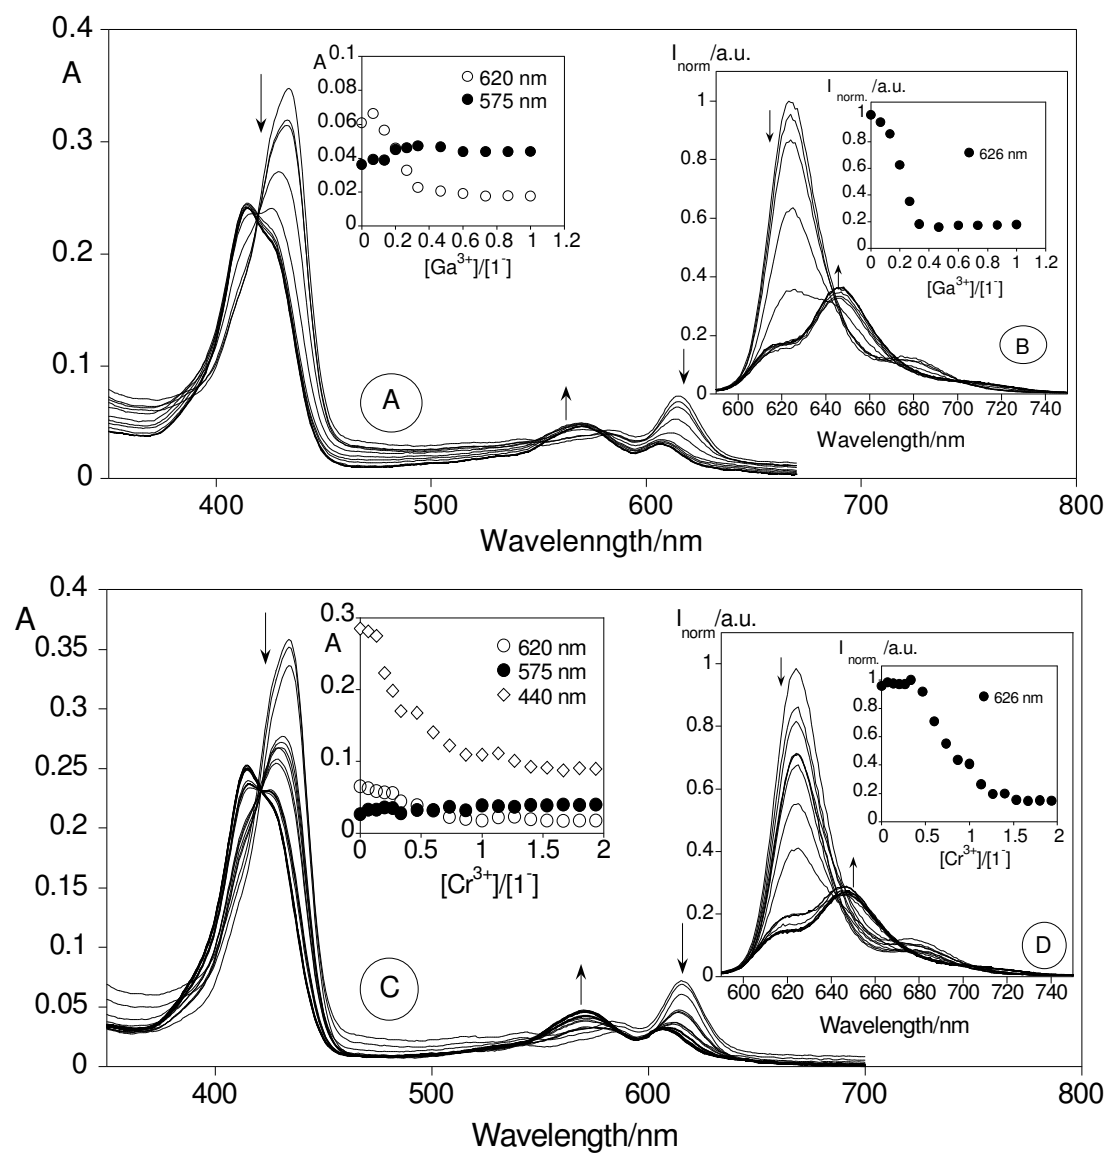 0.4
A
0.3
0.2
0.1
0
400 500 600 700 800
Wavelenngth/nm
A
A
0.1
0.08
0.06
0.04
0.02
0
0 0.2 0.4 0.6 0.8 1 1.2
620 nm
575 nm
[Ga3+]/[1-]
Inorm/a.u.
1
0.8
0.6
0.4
0.2
0
600 620 640 660 680 700 720 740
Wavelength/nm
B
I norm. /a.u.
1
0.8
0.6
0.4
0.2
0
0 0.2 0.4 0.6 0.8 1 1.2
626 nm
[Ga3+]/[1-]
0.4
A
0.35
0.3
0.25
0.2
0.15
0.1
0.05
0
400 500 600 700 800
Wavelength/nm
C
0.3
A
0.2
0.1
0
0 0.5 1 1.5 2
620 nm
575 nm
440 nm
[Cr3+]/[1-]
Inorm/a.u.
1
0.8
0.6
0.4
0.2
0
600 620 640 660 680 700 720 740
Wavelength/nm
D
I norm. /a.u.
1
0.8
0.6
0.4
0.2
0
0 0.5 1 1.5 2
626 nm
[Cr3+]/[1-]